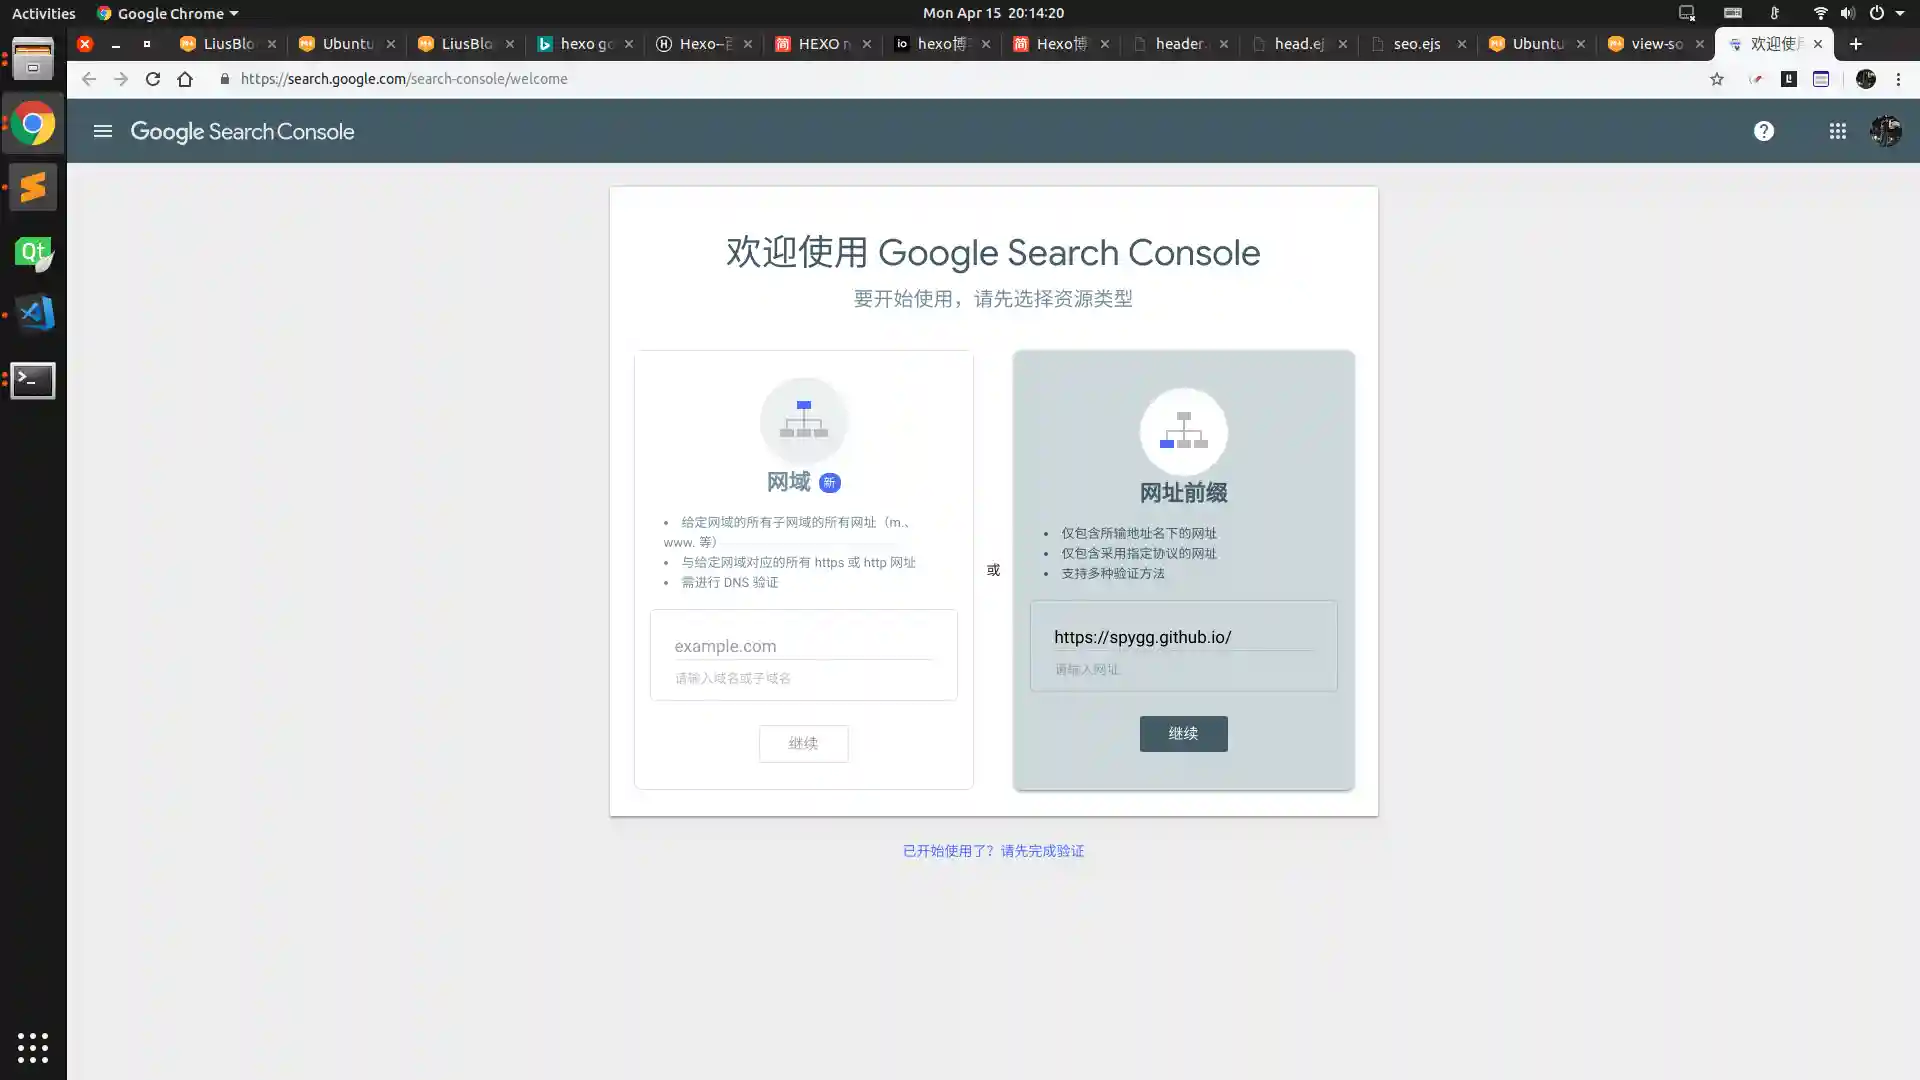 Activities
Google Chrome
Mon Apr 15 20:14:20
LiusBlo
Ubuntu
LiusBlo
hexo go
HEXO
hexo博
Hexo博
header.
head.ej
seo.ejs
Ubuntu
view-so
欢迎使用
https://search.google.com/search-console/welcome
Google Search Console
欢迎使用 Google Search Console
要开始使用，请先选择资源类型
网域 新
• 给定网域的所有子网域的所有网址（m.、
www. 等）
• 与给定网域对应的所有 https 或 http 网址
• 需进行 DNS 验证
example.com
请输入域名或子域名
继续
或
网址前缀
• 仅包含所输地址名下的网址
• 仅包含采用指定协议的网址
• 支持多种验证方法
https://spygg.github.io/
请输入网址
继续
已开始使用了？请先完成验证